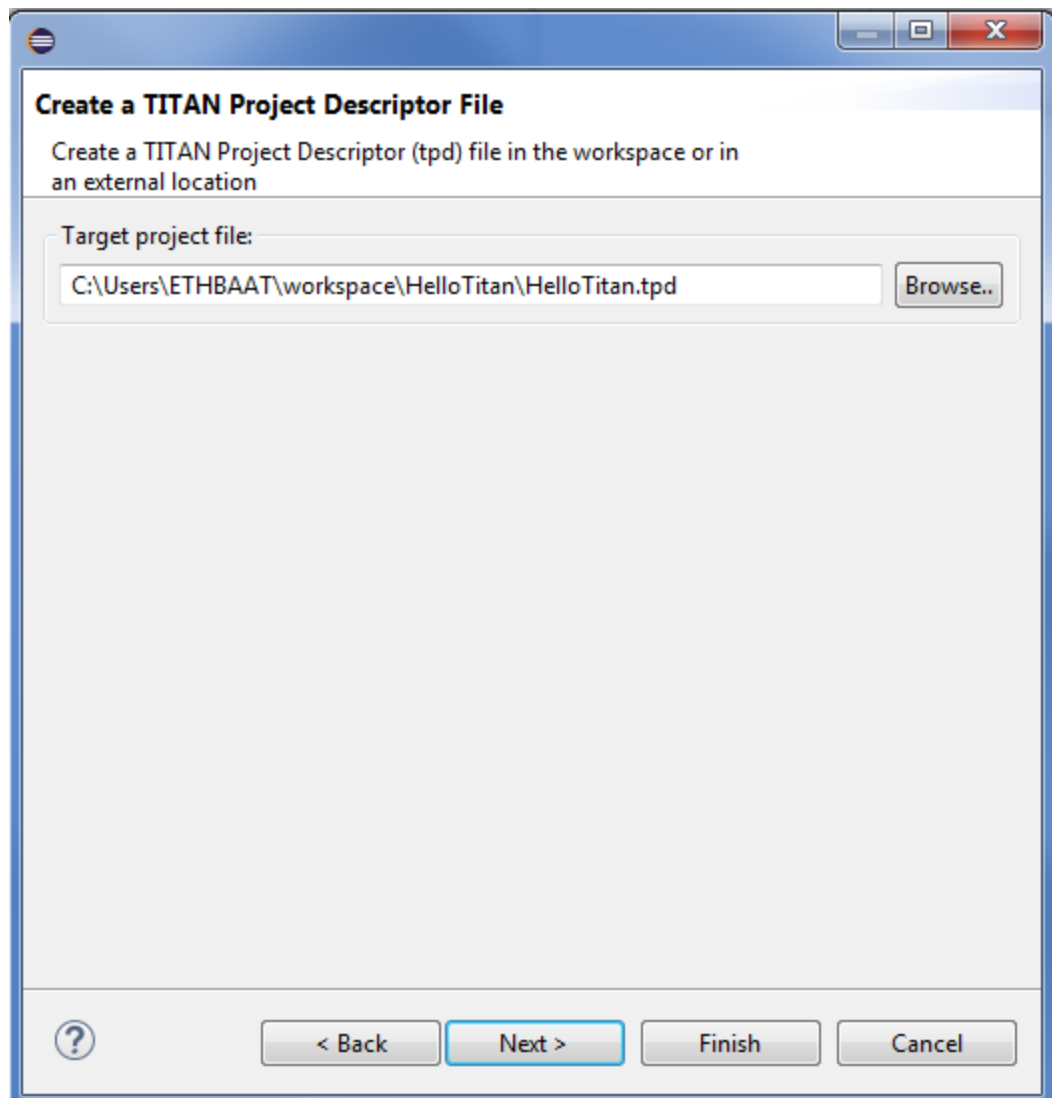 Create a TITAN Project Descriptor File
Create a TITAN Project Descriptor (tpd) file in the workspace or in
an external location
Target project file:
C:\Users\ETHBAAT\workspace\HelloTitan\HelloTitan.tpd
Browse..
?
< Back
Next >
Finish
Cancel